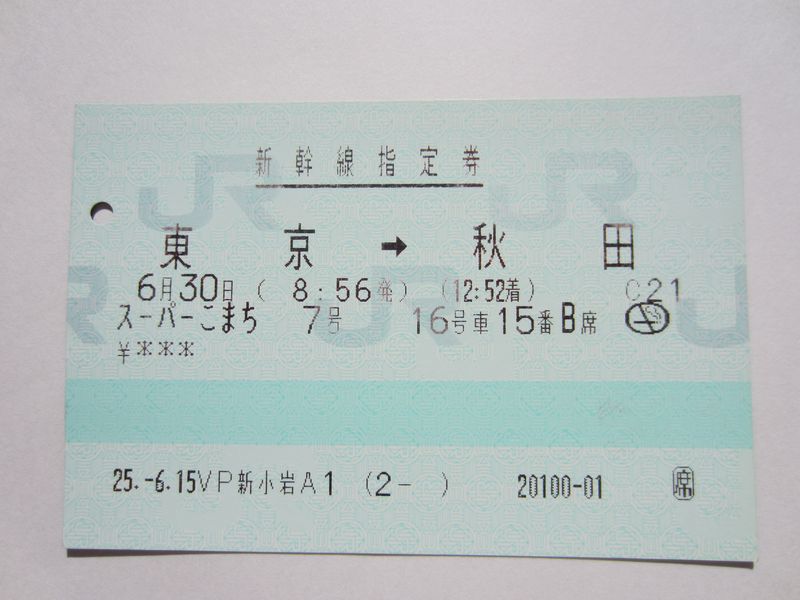 新幹線指定券
東京 → 秋田
6月30日 ( 8:56発) (12:52着) C21
スーパーこまち 7号 16号車15番B席
¥***
25.-6.15VP新小岩A1 (2- ) 20100-01 席